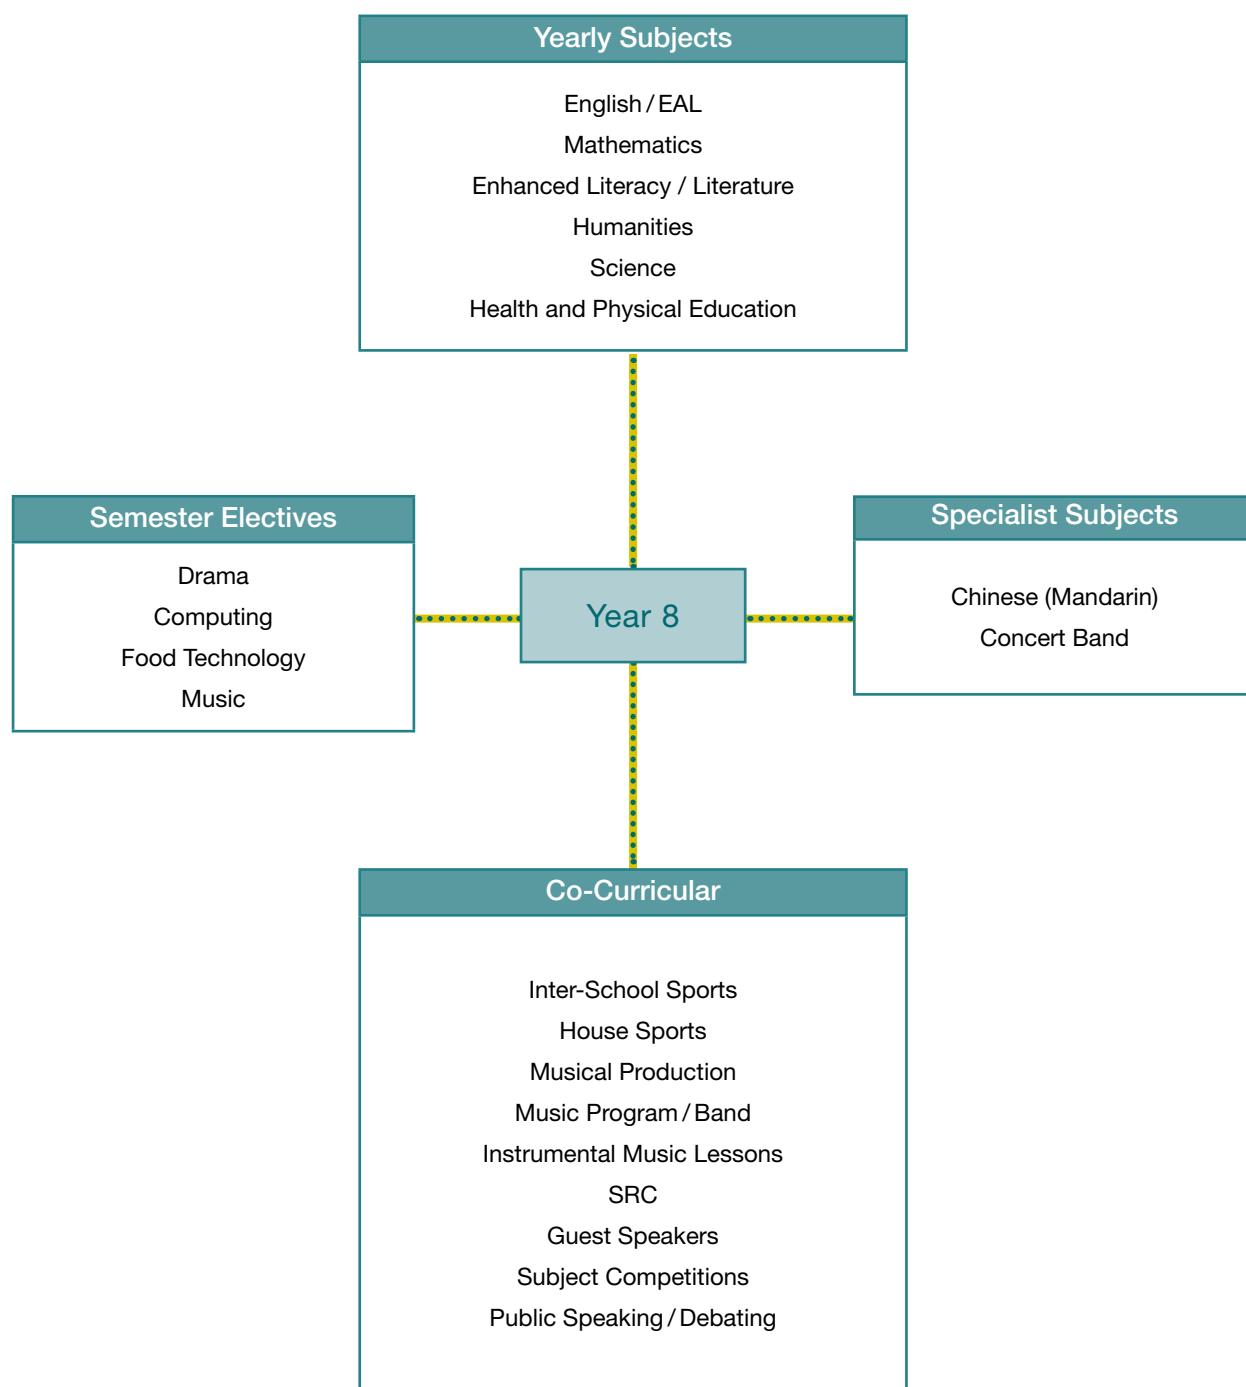 Yearly Subjects
English / EAL
Mathematics
Enhanced Literacy / Literature
Humanities
Science
Health and Physical Education
Semester Electives
Drama
Computing
Food Technology
Music
Year 8
Specialist Subjects
Chinese (Mandarin)
Concert Band
Co-Curricular
Inter-School Sports
House Sports
Musical Production
Music Program / Band
Instrumental Music Lessons
SRC
Guest Speakers
Subject Competitions
Public Speaking / Debating